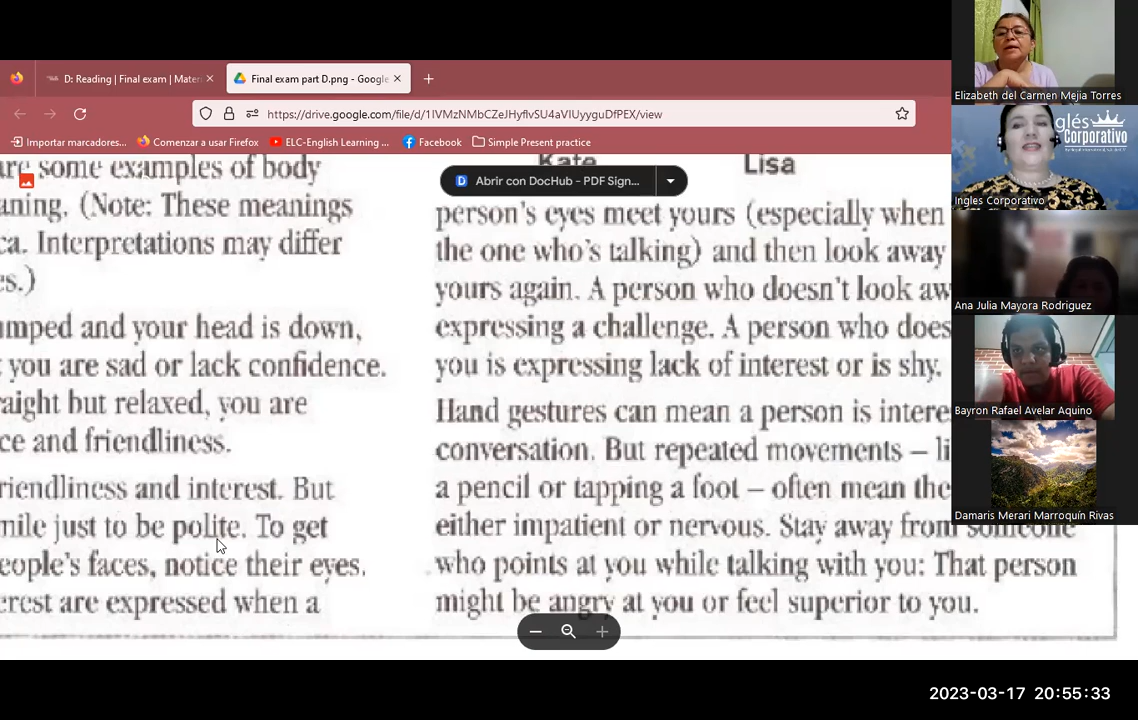 D: Reading | Final exam | Mater
Final exam part D.png - Google
https://drive.google.com/file/d/1IVMzNMbCZeJHyflvSU4aVIUyyguDfPEX/view
Importar marcadores...
Comenzar a usar Firefox
ELC-English Learning ...
Facebook
Simple Present practice
Abrir con DocHub - PDF Sign...
Kate
Lisa
are some examples of body
aning. (Note: These meanings
ca. Interpretations may differ
es.)
umped and your head is down,
you are sad or lack confidence.
raight but relaxed, you are
ce and friendliness.
riendliness and interest. But
mile just to be polite. To get
eople's faces, notice their eyes.
erest are expressed when a
person's eyes meet yours (especially when
the one who's talking) and then look away
yours again. A person who doesn't look aw
expressing a challenge. A person who does
you is expressing lack of interest or is shy.
Hand gestures can mean a person is intere
conversation. But repeated movements – li
a pencil or tapping a foot – often mean the
either impatient or nervous. Stay away from someone
who points at you while talking with you: That person
might be angry at you or feel superior to you.
Elizabeth del Carmen Mejia Torres
glés
Corporativo
Ingles Corporativo
Ana Julia Mayora Rodriguez
Bayron Rafael Avelar Aquino
Damaris Merari Marroquín Rivas
2023-03-17 20:55:33